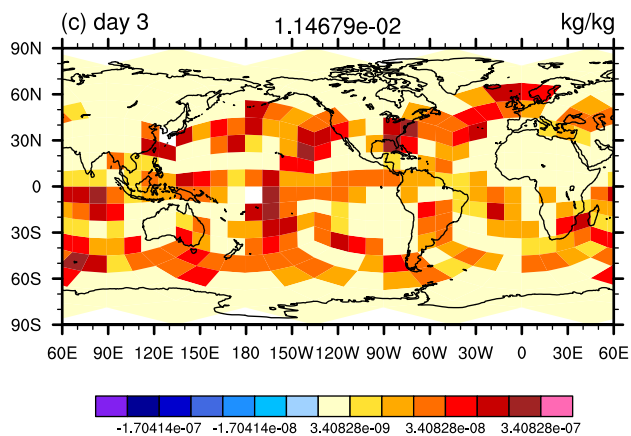 (c) day 3 1.14679e-02 kg/kg
90N
60N
30N
0
30S
60S
90S
60E 90E 120E 150E 180 150W 120W 90W 60W 30W 0 30E 60E
-1.70414e-07 -1.70414e-08 3.40828e-09 3.40828e-08 3.40828e-07